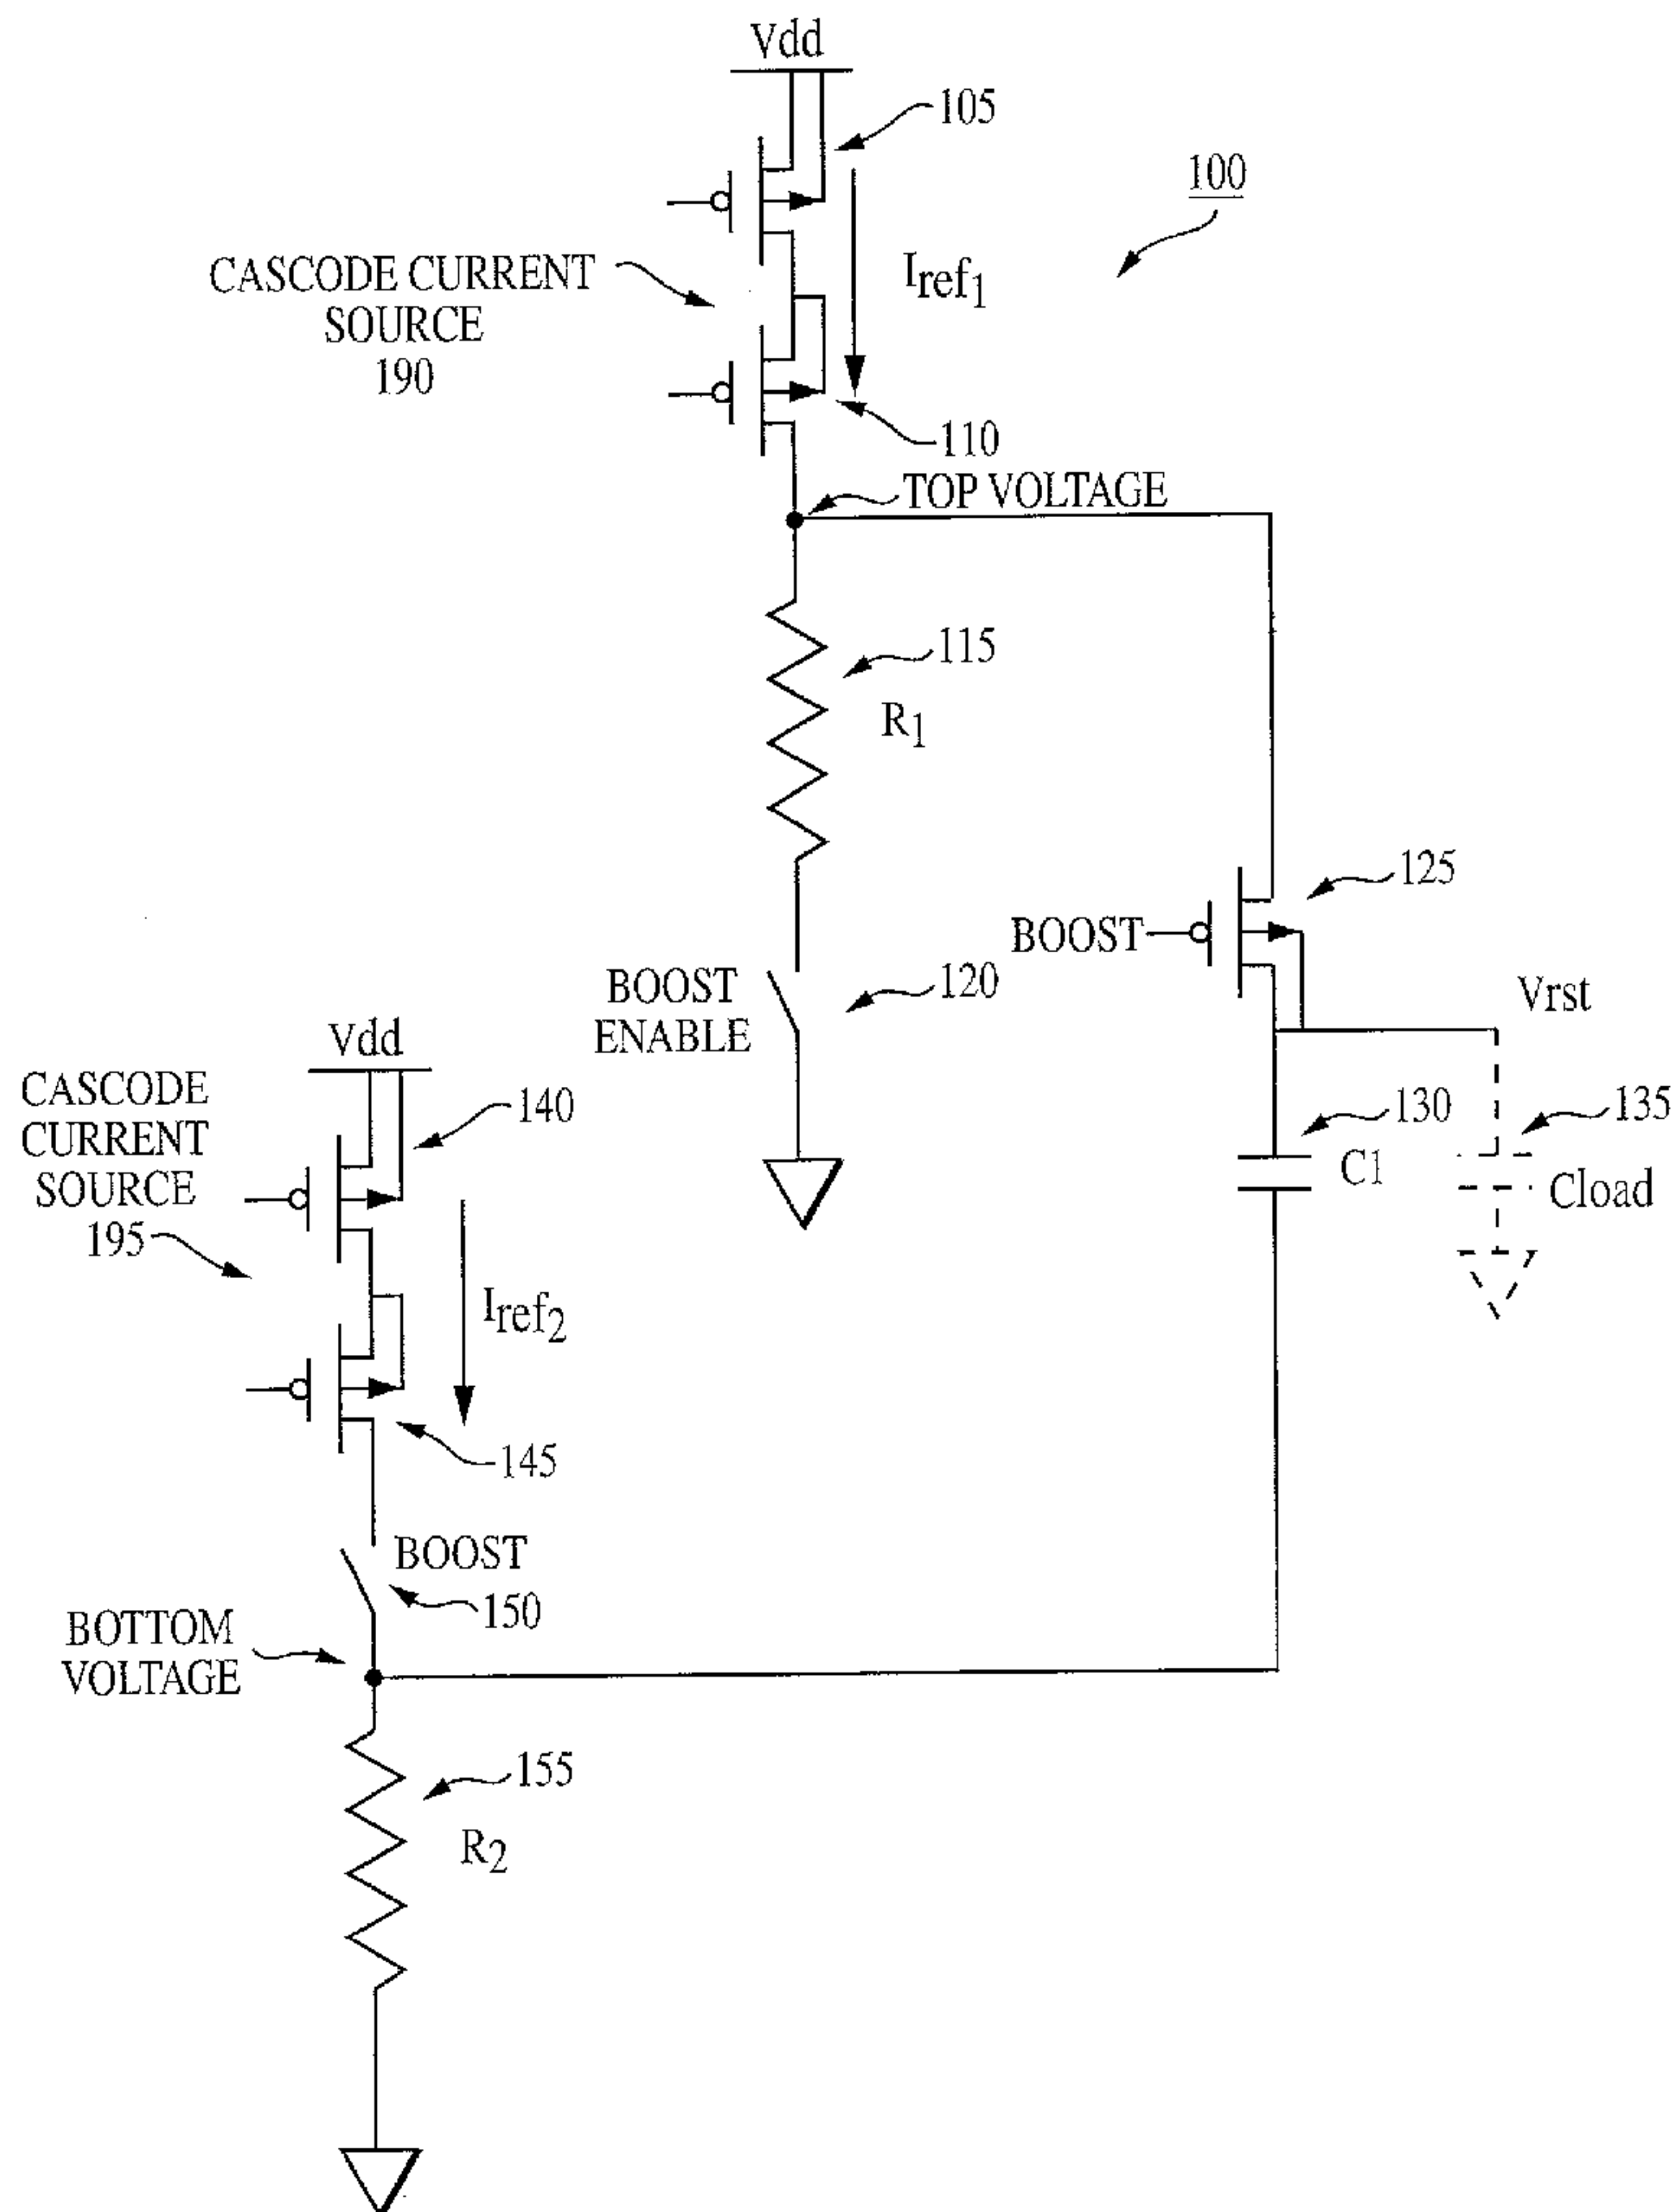 Vdd
105
100
CASCODE CURRENT
SOURCE
190
Iref1
110
TOP VOLTAGE
115
R1
125
BOOST
BOOST
ENABLE
120
Vrst
Vdd
CASCODE
CURRENT
SOURCE
195
140
130
C1
135
Cload
Iref2
145
BOOST
150
BOTTOM
VOLTAGE
155
R2